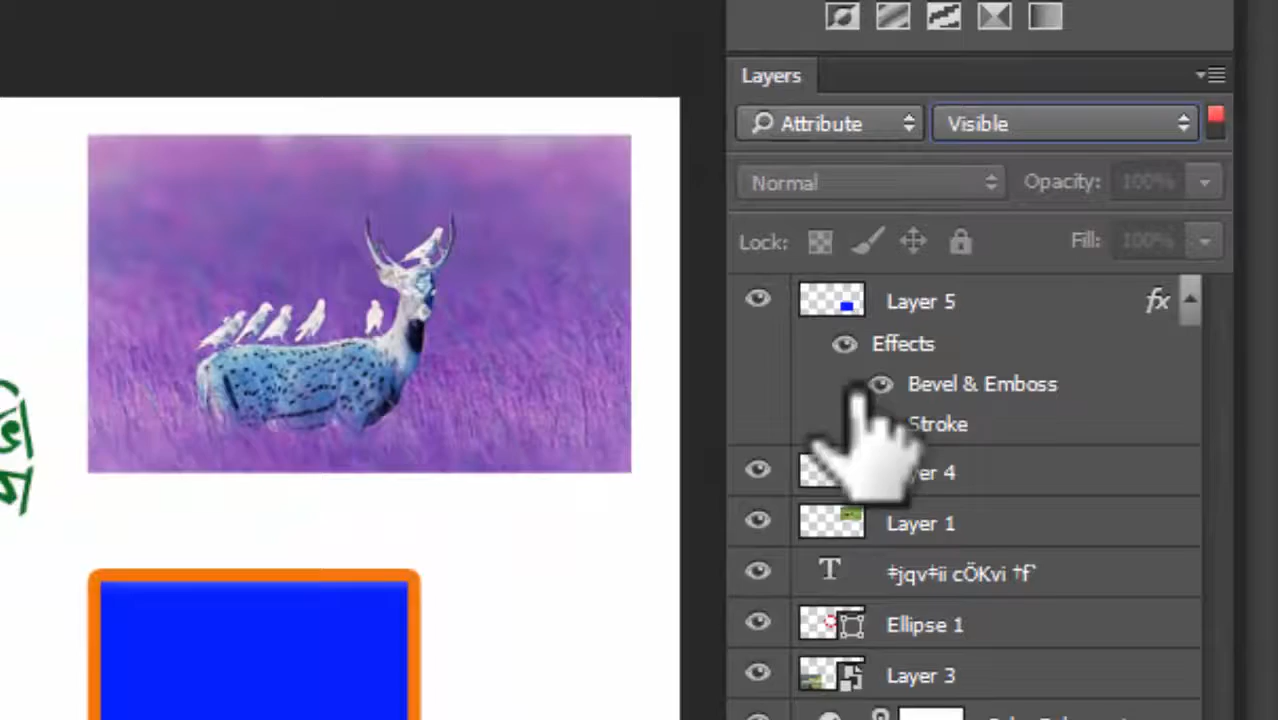 Layers
Attribute
Visible
Normal
Opacity: 100%
Lock:
Fill: 100%
Layer 5
fx
Effects
Bevel & Emboss
Stroke
4
Layer 1
T
‡jqv‡ii cÖKvi †f`
Ellipse 1
Layer 3